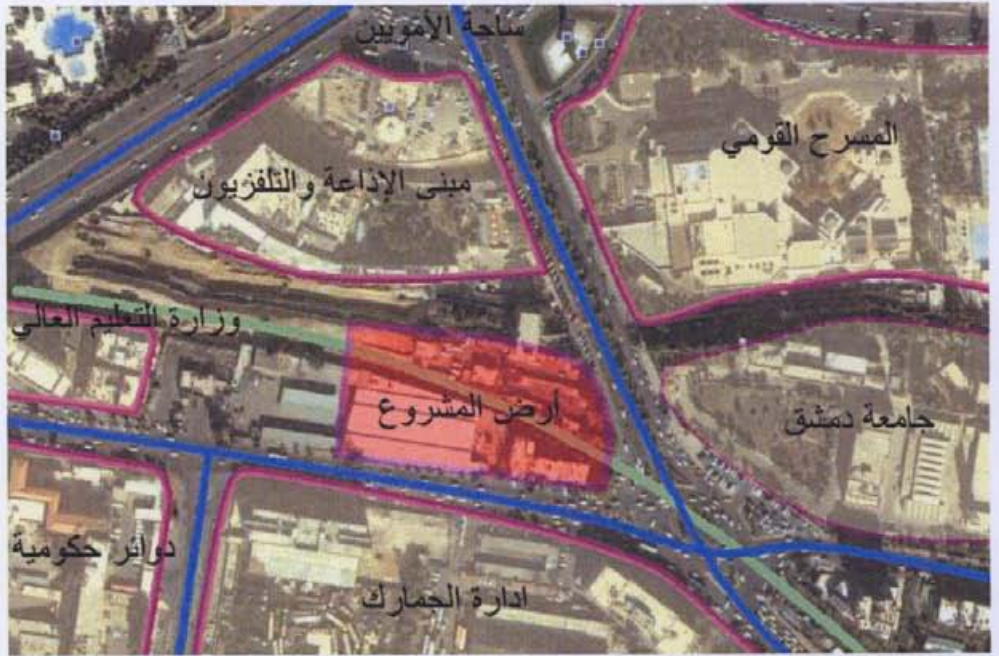 ساحة الأمويين
المسرح القومي
مبنى الإذاعة والتلفزيون
وزارة التعليم العالي
أرض المشروع
جامعة دمشق
دوائر حكومية
ادارة الجمارك